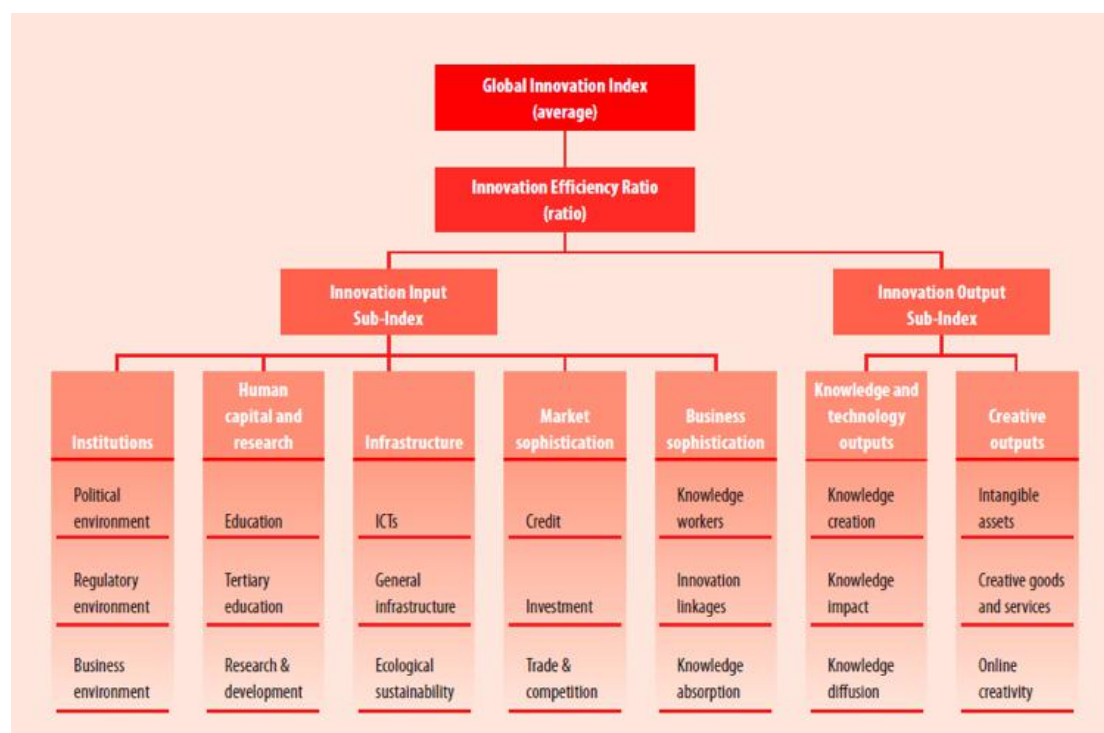 Global Innovation Index
(average)
Innovation Efficiency Ratio
(ratio)
Innovation Input
Sub-Index
Innovation Output
Sub-Index
Institutions
Human
capital and
research
Infrastructure
Market
sophistication
Business
sophistication
Knowledge and
technology
outputs
Creative
outputs
Political
environment
Education
ICTs
Credit
Knowledge
workers
Knowledge
creation
Intangible
assets
Regulatory
environment
Tertiary
education
General
infrastructure
Investment
Innovation
linkages
Knowledge
impact
Creative goods
and services
Business
environment
Research &
development
Ecological
sustainability
Trade &
competition
Knowledge
absorption
Knowledge
diffusion
Online
creativity